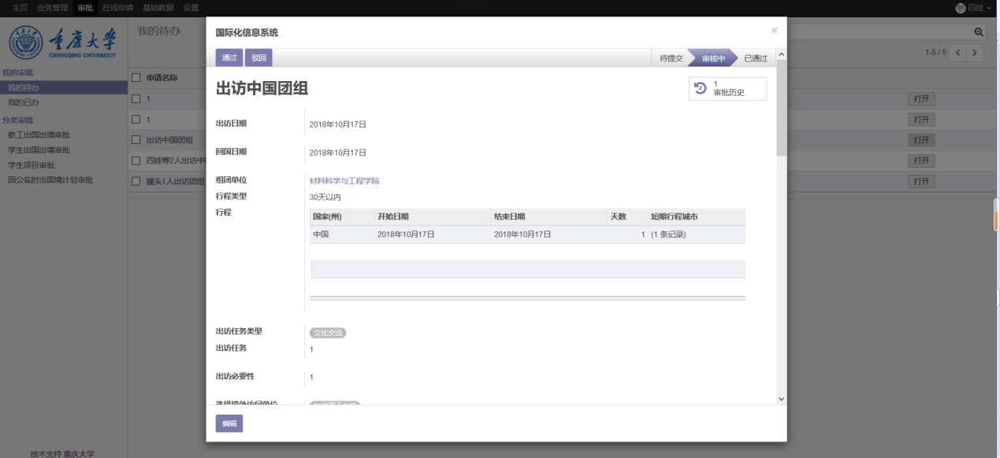 主页 业务管理 审批 在线申请 基础数据 设置
四娃
重庆大学
CHONGQING UNIVERSITY
我的待办
1-5 / 5
我的审批
我的待办
我的已办
分类审批
教工出国出境审批
学生出国出境审批
学生项目审批
因公临时出国境计划审批
技术支持 重庆大学
申请名称
1 打开
1 打开
出访中国团组 打开
四娃等2人出访中 打开
罐头1人出访团组 打开
国际化信息系统 ×
通过 驳回 待提交 审核中 已通过
出访中国团组
1
审批历史
出访日期 2018年10月17日
回国日期 2018年10月17日
组团单位 材料科学与工程学院
行程类型 30天以内
行程
国家(州) 开始日期 结束日期 天数 短期行程城市
中国 2018年10月17日 2018年10月17日 1 (1 条记录)
出访任务类型 文化交流
出访任务 1
出访必要性 1
选择境外访问单位
编辑